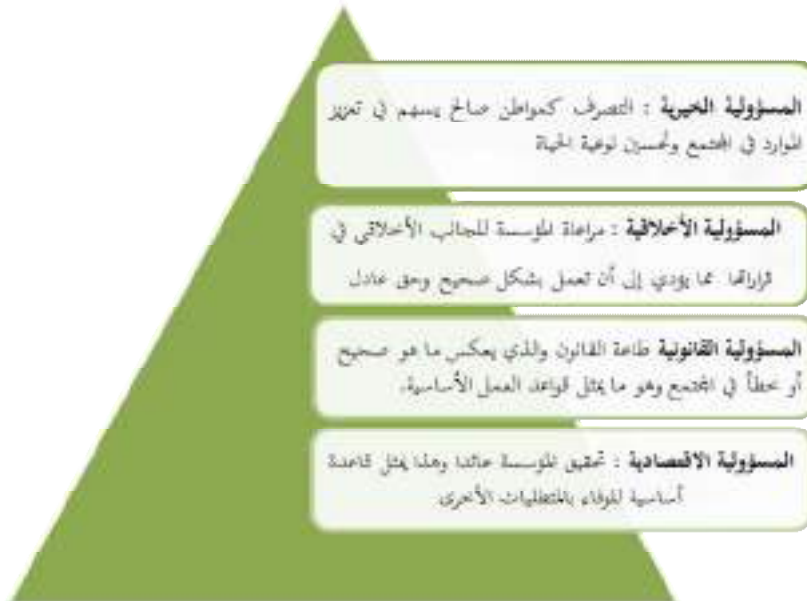 المسؤولية الخيرية : التصرف كمواطن صالح يسهم في تعزيز
الموارد في المجتمع وتحسين نوعية الحياة
المسؤولية الأخلاقية : مراعاة المؤسسة للجانب الأخلاقي في
قراراتها مما يؤدي إلى أن تعمل بشكل صحيح وحق عادل
المسؤولية القانونية طاعة القانون والذي يعكس ما هو صحيح
أو خطأ في المجتمع وهو ما يمثل قواعد العمل الأساسية.
المسؤولية الاقتصادية : تحقيق المؤسسة عائدا وهذا يمثل قاعدة
أساسية للوفاء بالمتطلبات الأخرى